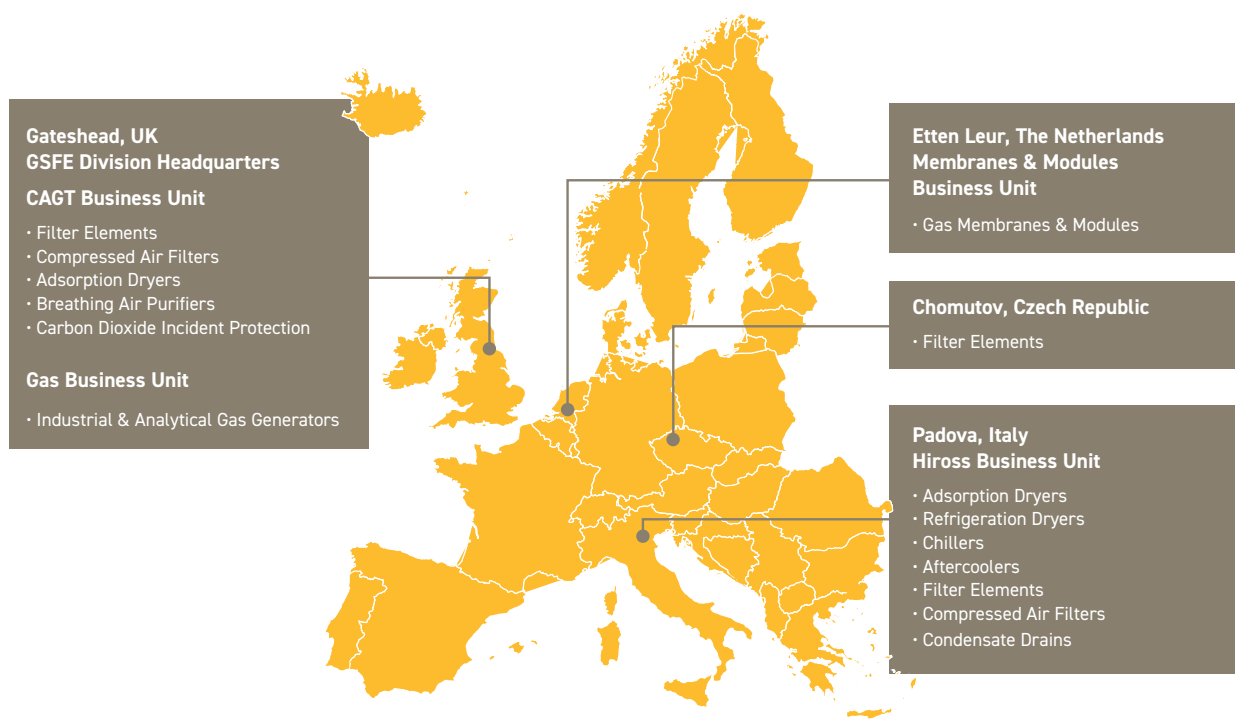 Gateshead, UK
GSFE Division Headquarters
CAGT Business Unit
· Filter Elements
· Compressed Air Filters
· Adsorption Dryers
· Breathing Air Purifiers
· Carbon Dioxide Incident Protection
Gas Business Unit
· Industrial & Analytical Gas Generators
Etten Leur, The Netherlands
Membranes & Modules
Business Unit
· Gas Membranes & Modules
Chomutov, Czech Republic
· Filter Elements
Padova, Italy
Hiross Business Unit
· Adsorption Dryers
· Refrigeration Dryers
· Chillers
· Aftercoolers
· Filter Elements
· Compressed Air Filters
· Condensate Drains